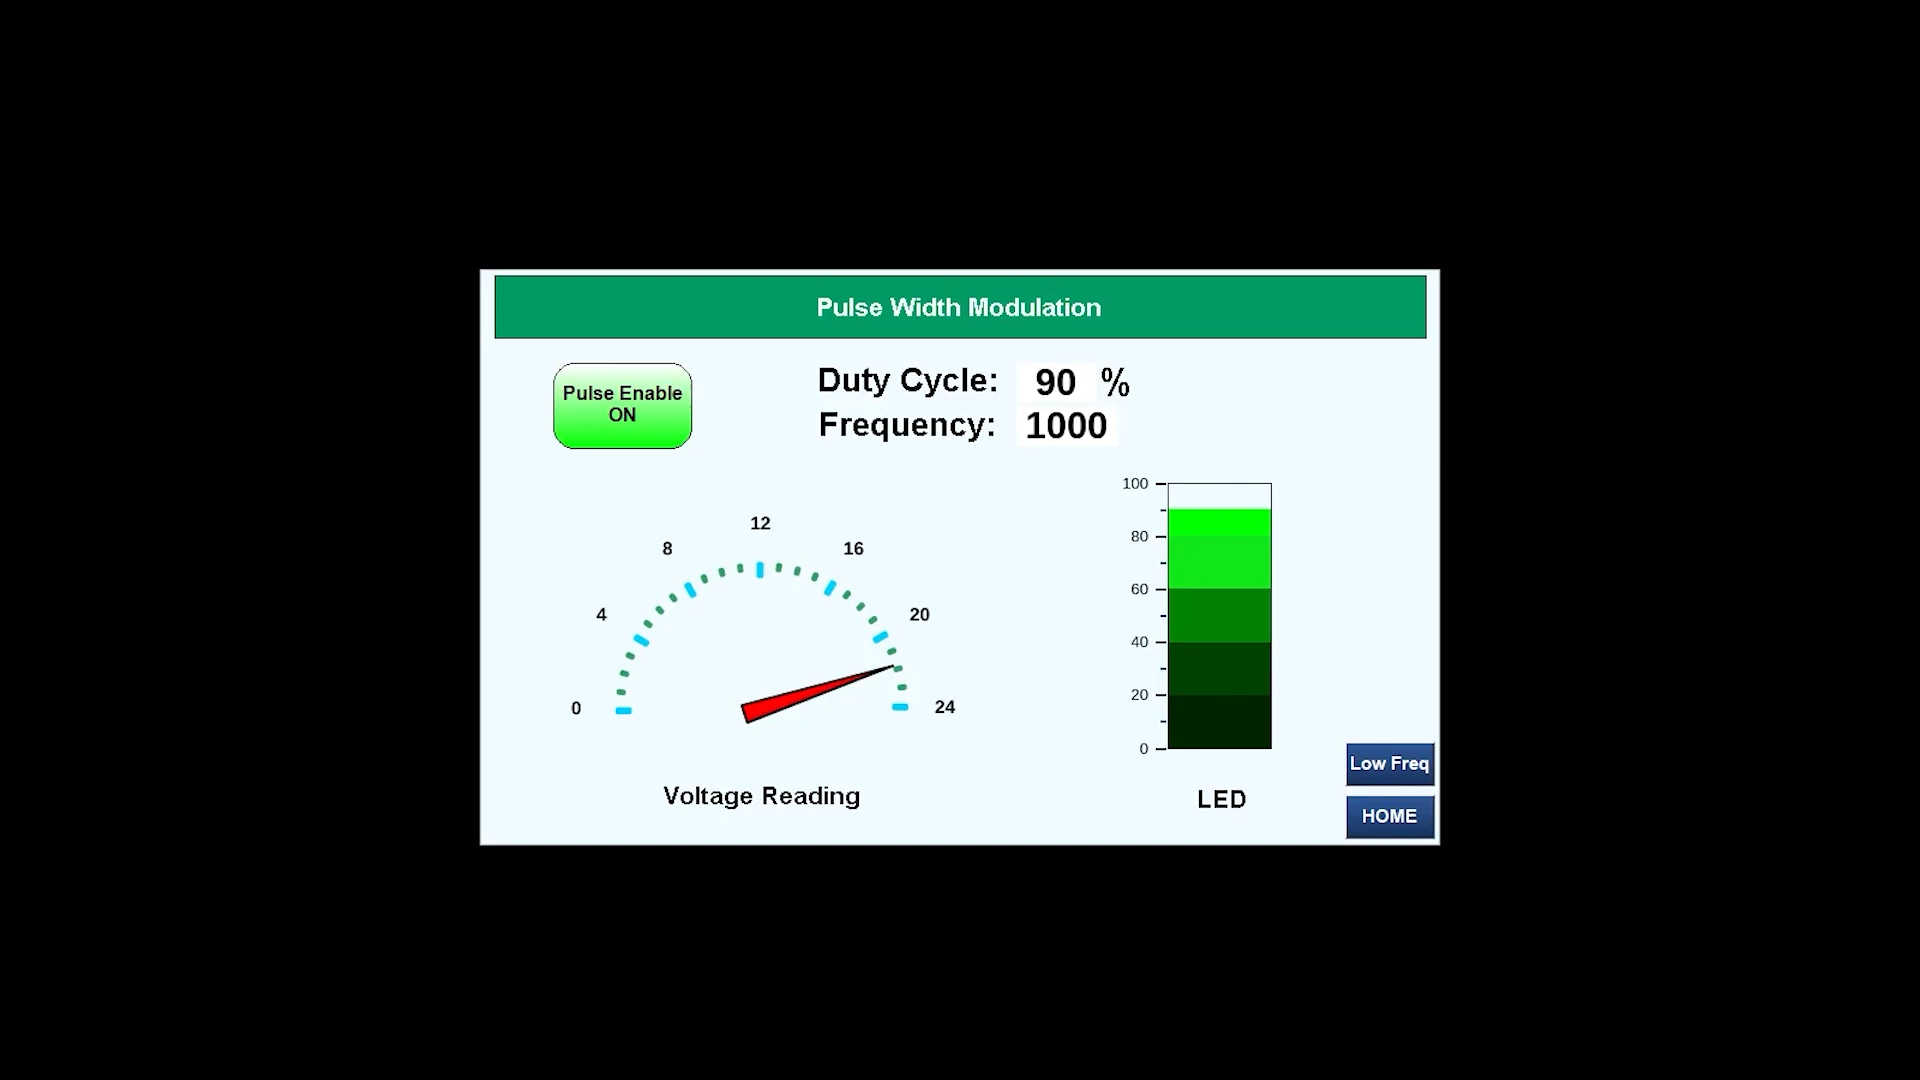 Pulse Width Modulation
Pulse Enable
ON
Duty Cycle: 90 %
Frequency: 1000
0
4
8
12
16
20
24
Voltage Reading
100
80
60
40
20
0
LED
Low Freq
HOME